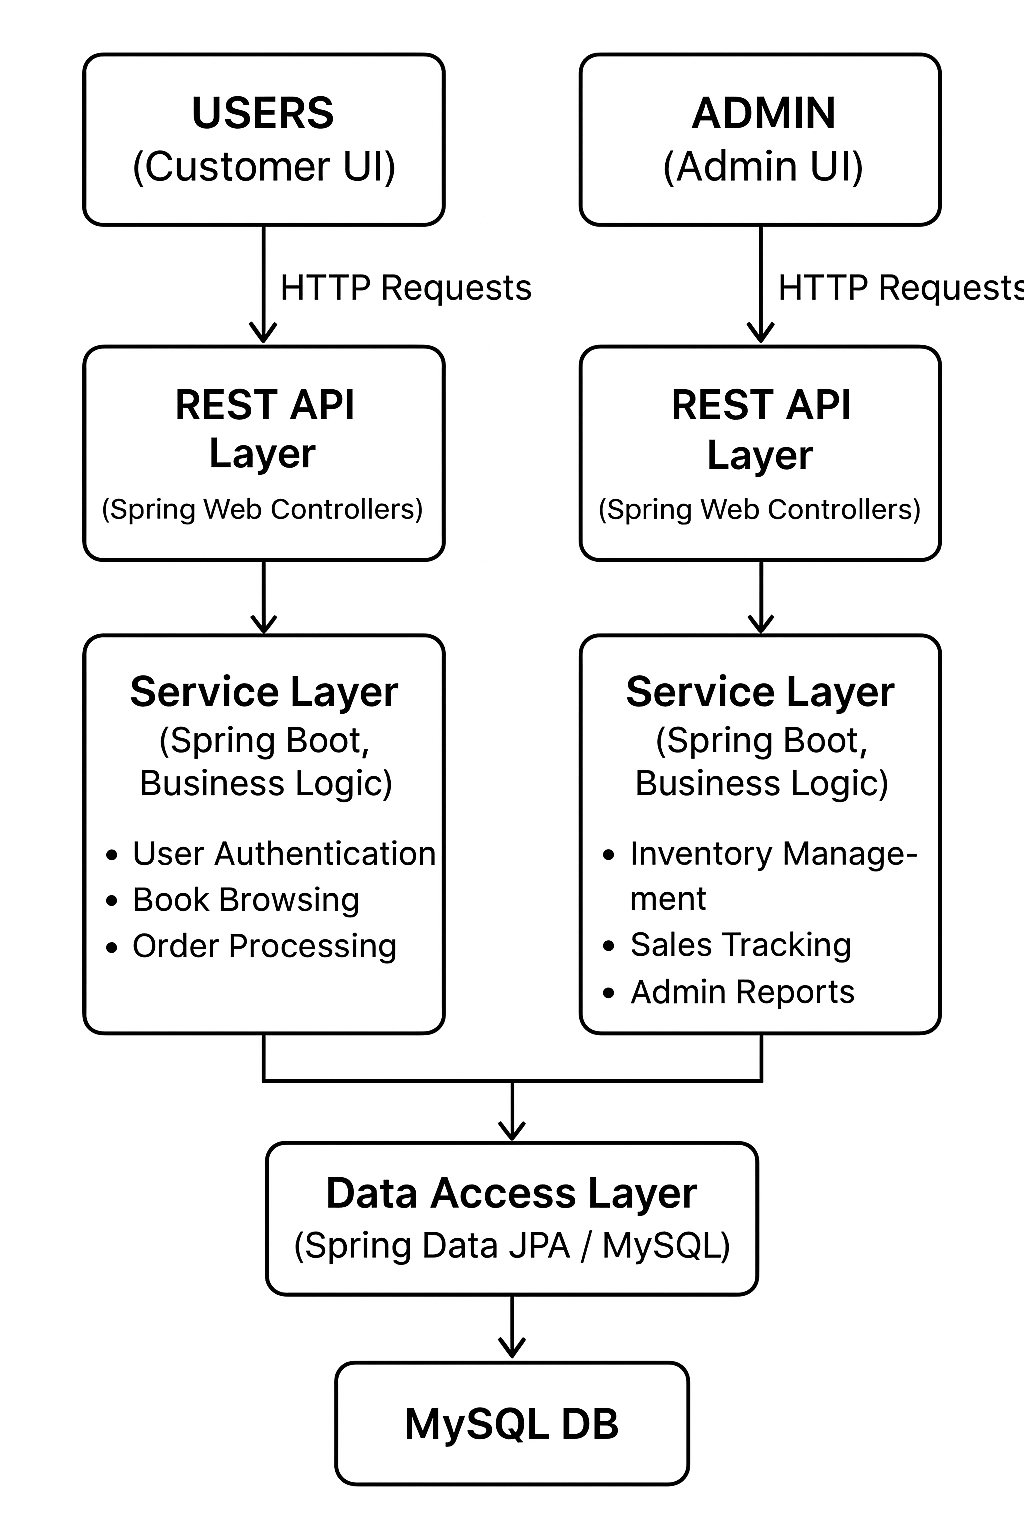 USERS
(Customer UI)
HTTP Requests
REST API
Layer
(Spring Web Controllers)
Service Layer
(Spring Boot,
Business Logic)
• User Authentication
• Book Browsing
• Order Processing
ADMIN
(Admin UI)
HTTP Requests
REST API
Layer
(Spring Web Controllers)
Service Layer
(Spring Boot,
Business Logic)
• Inventory Manage-
ment
• Sales Tracking
• Admin Reports
Data Access Layer
(Spring Data JPA / MySQL)
MySQL DB